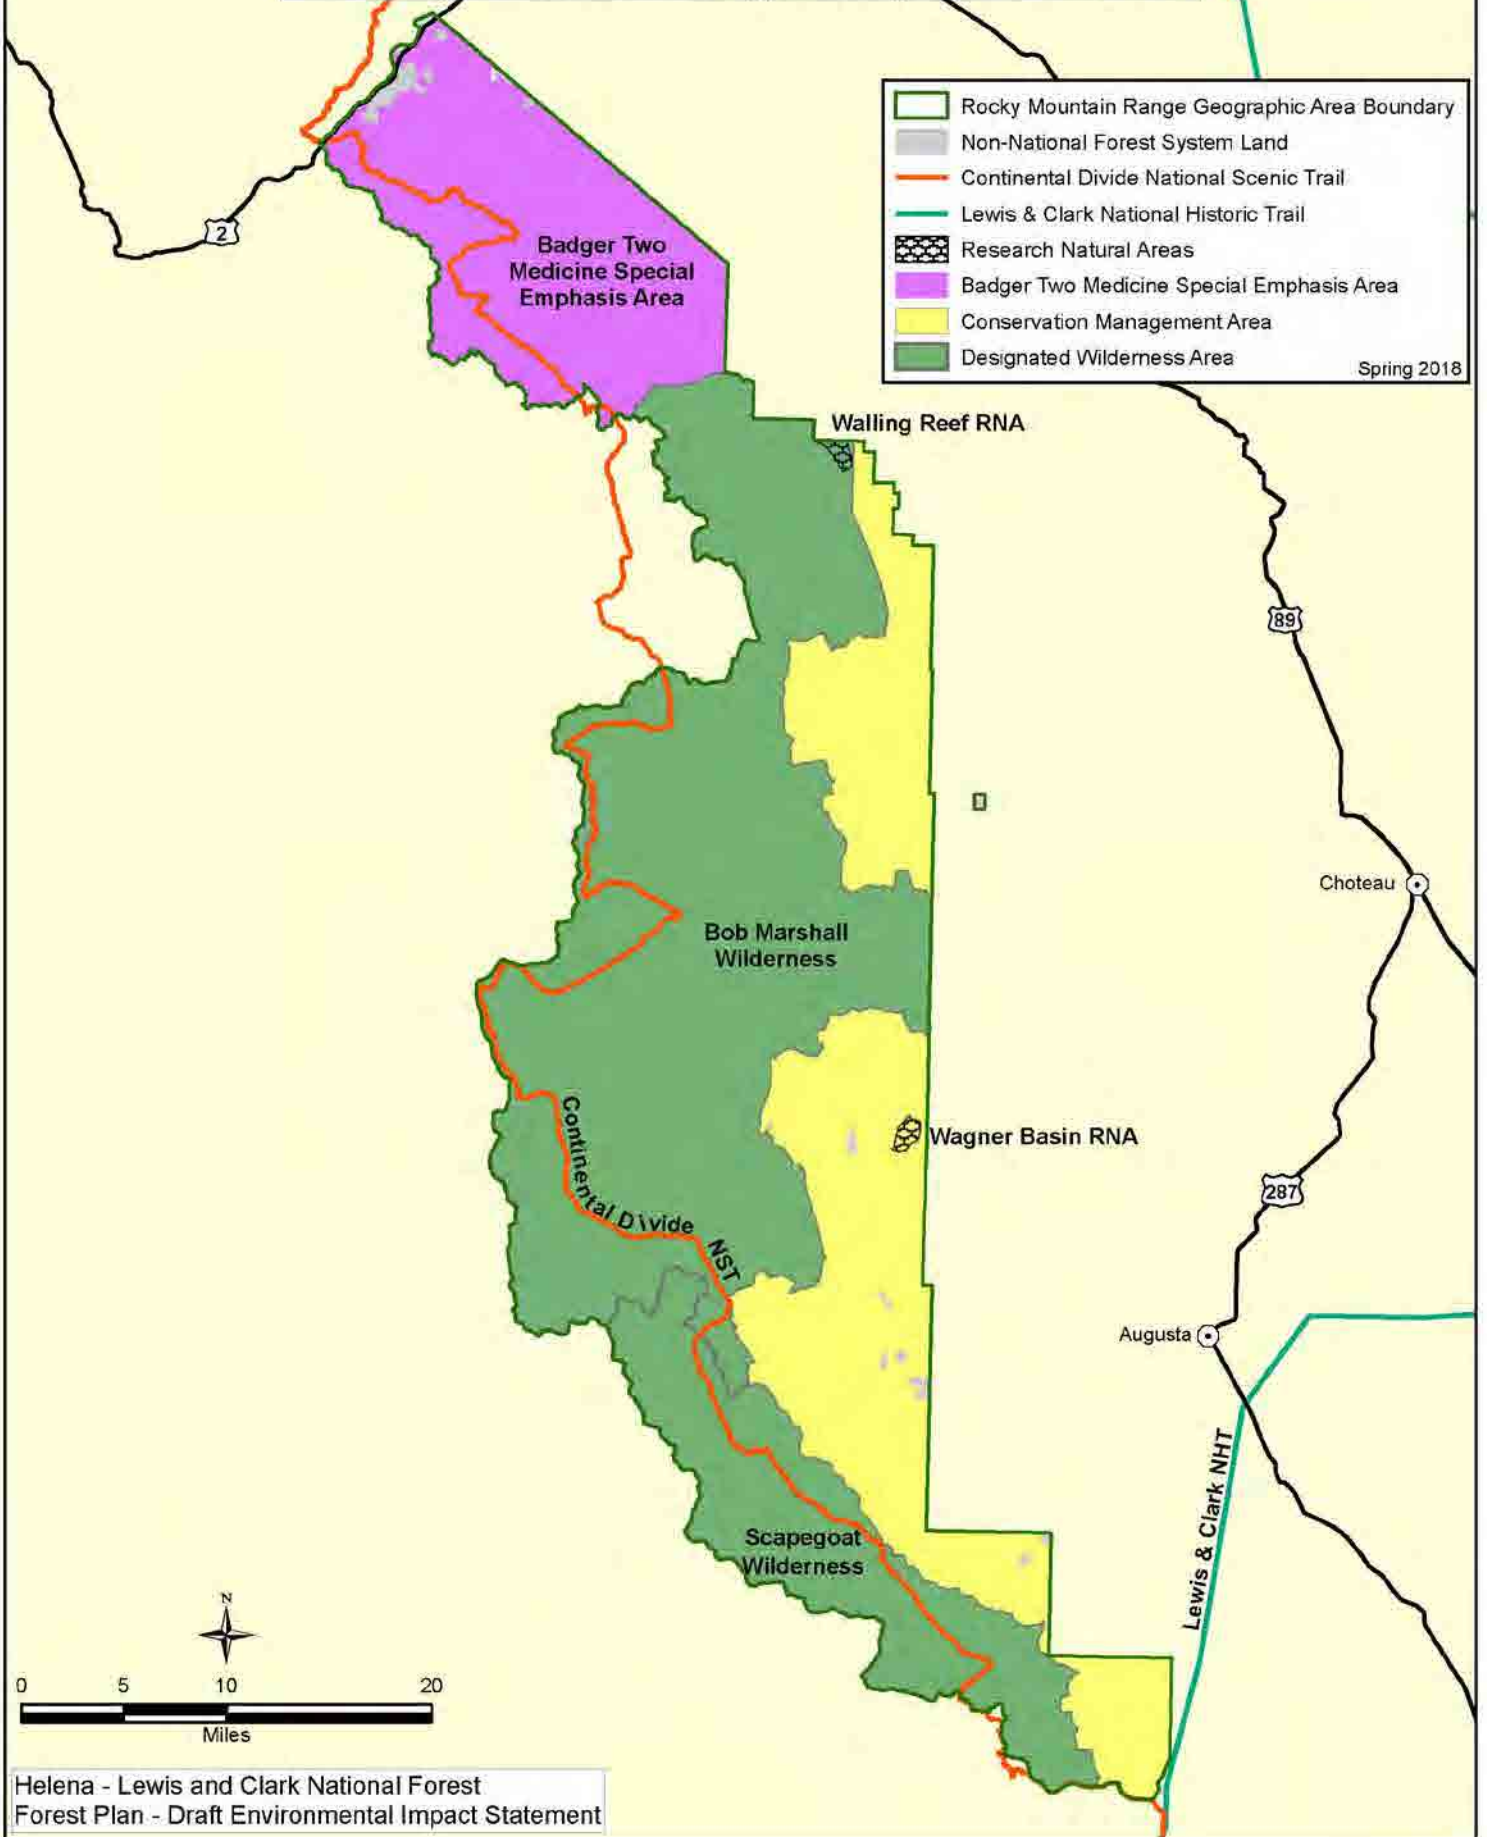 Rocky Mountain Range Geographic Area Boundary
Non-National Forest System Land
Continental Divide National Scenic Trail
Lewis & Clark National Historic Trail
Research Natural Areas
Badger Two Medicine Special Emphasis Area
Conservation Management Area
Designated Wilderness Area
Spring 2018
2
Badger Two
Medicine Special
Emphasis Area
Walling Reef RNA
89
Choteau
Bob Marshall
Wilderness
Wagner Basin RNA
Continental Divide NST
287
Augusta
Lewis & Clark NHT
Scapegoat
Wilderness
N
0 5 10 20
Miles
Helena - Lewis and Clark National Forest
Forest Plan - Draft Environmental Impact Statement